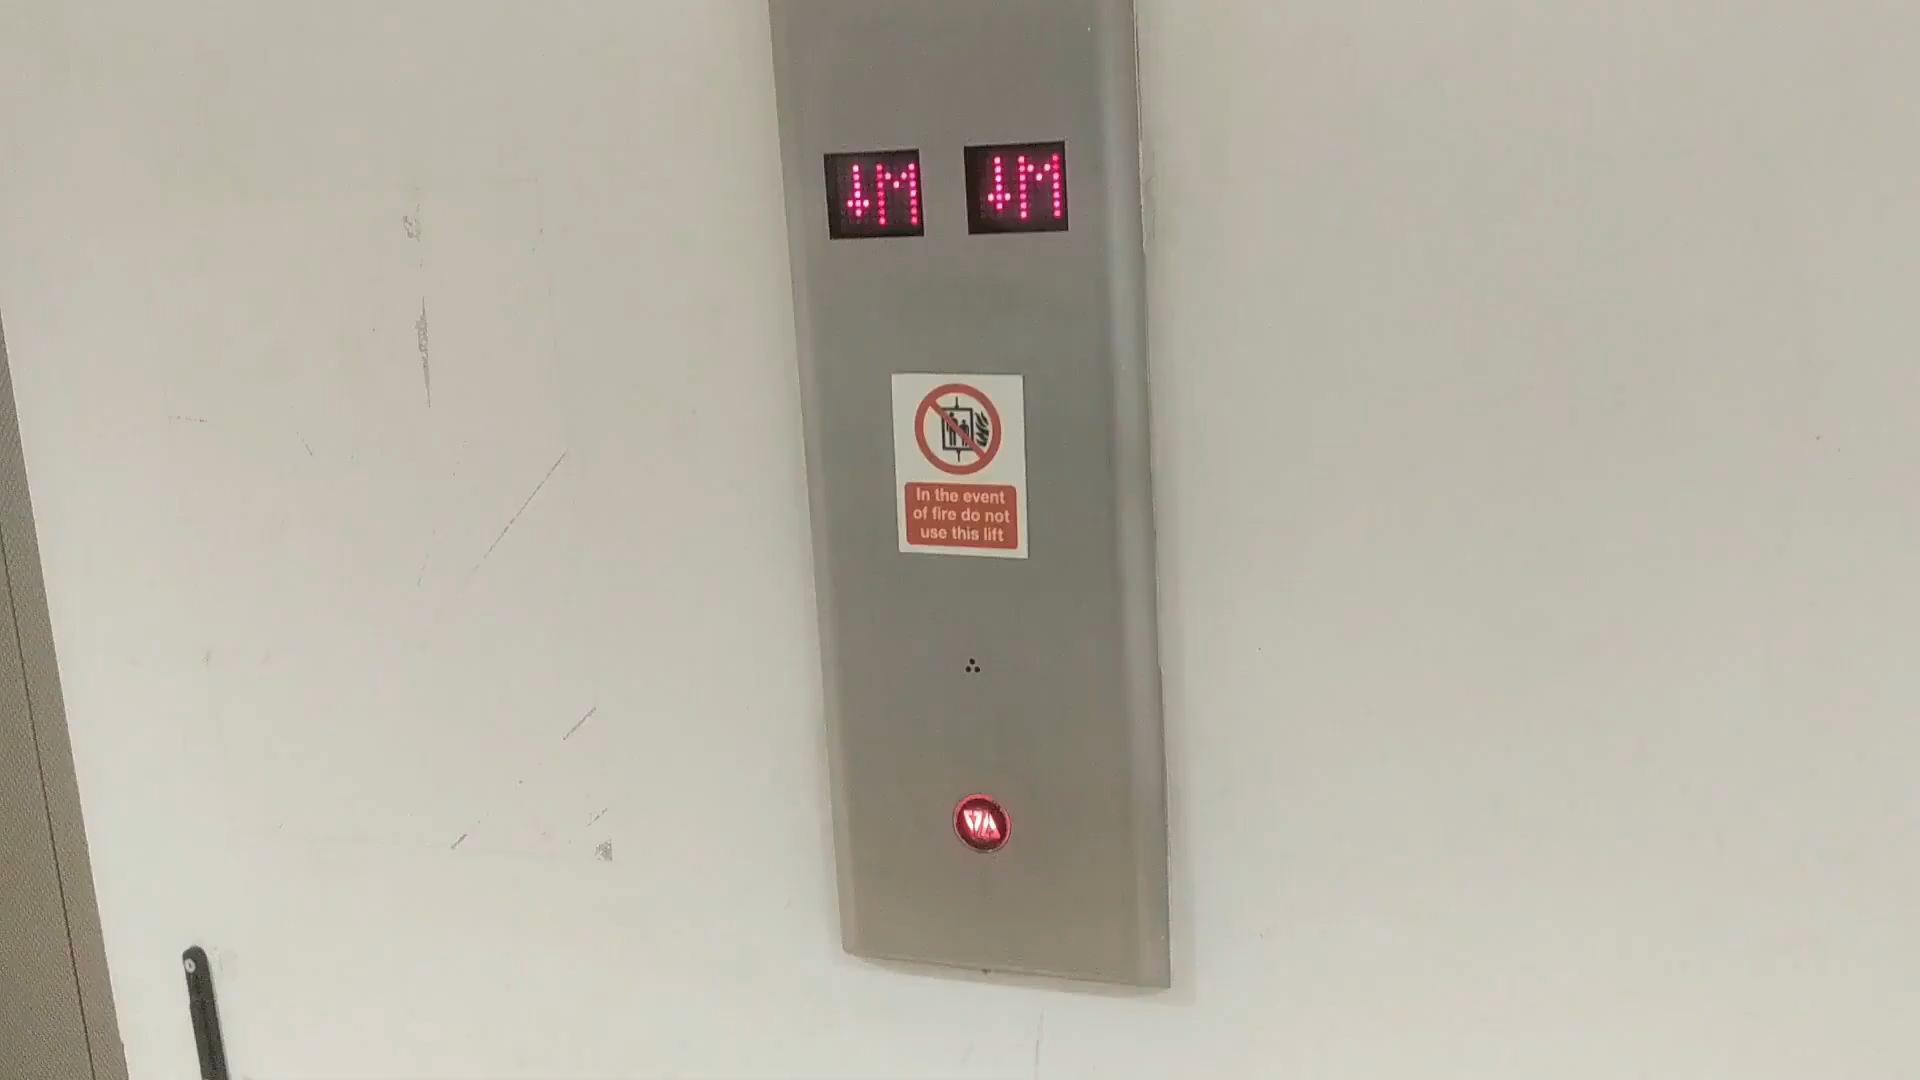 ↓M ↓M
In the event
of fire do not
use this lift